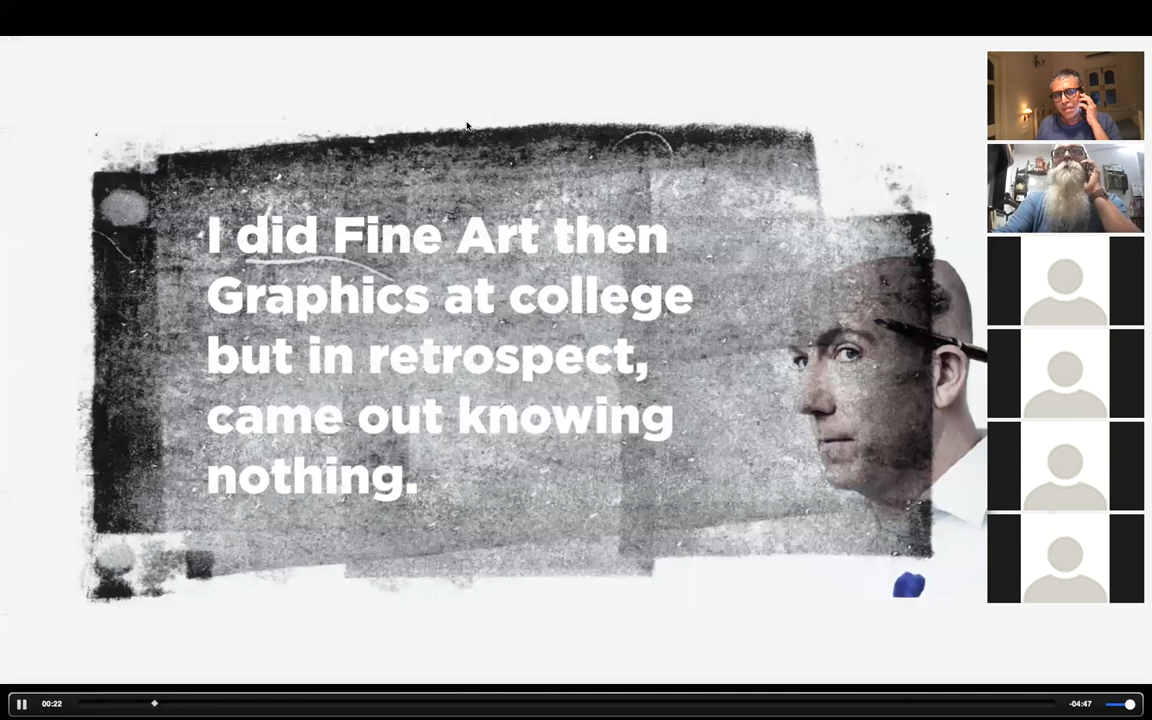 I did Fine Art then
Graphics at college
but in retrospect,
came out knowing
nothing.
00:22
-04:47